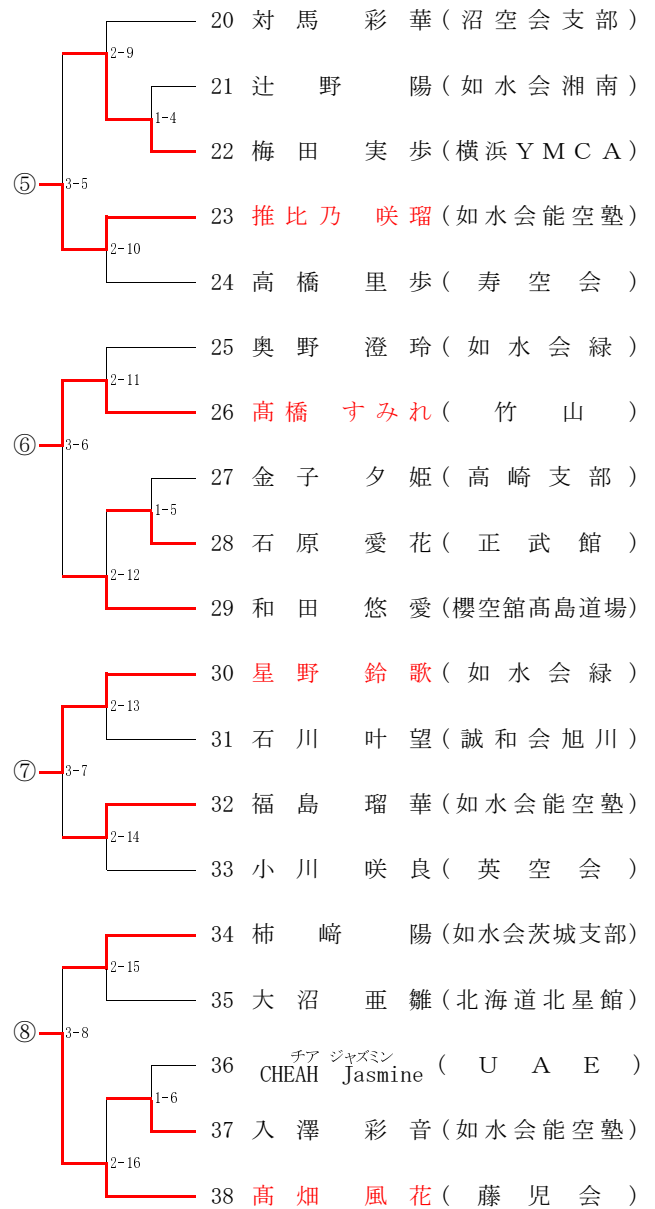 20 対馬 彩華 (沼空会支部)
2-9
21 辻野 陽 (如水会湘南)
1-4
22 梅田 実歩 (横浜YMCA)
⑤ 3-5
23 推比乃 咲瑠 (如水会能空塾)
2-10
24 高橋 里歩 (寿空会)
25 奥野 澄玲 (如水会緑)
2-11
26 髙橋 すみれ (竹山)
⑥ 3-6
27 金子 夕姫 (高崎支部)
1-5
28 石原 愛花 (正武館)
2-12
29 和田 悠愛 (櫻空舘髙島道場)
30 星野 鈴歌 (如水会緑)
2-13
31 石川 叶望 (誠和会旭川)
⑦ 3-7
32 福島 瑠華 (如水会能空塾)
2-14
33 小川 咲良 (英空会)
34 柿﨑 陽 (如水会茨城支部)
2-15
35 大沼 亜雛 (北海道北星館)
⑧ 3-8
チア ジャズミン
36 CHEAH Jasmine (UAE)
1-6
37 入澤 彩音 (如水会能空塾)
2-16
38 髙畑 風花 (藤児会)